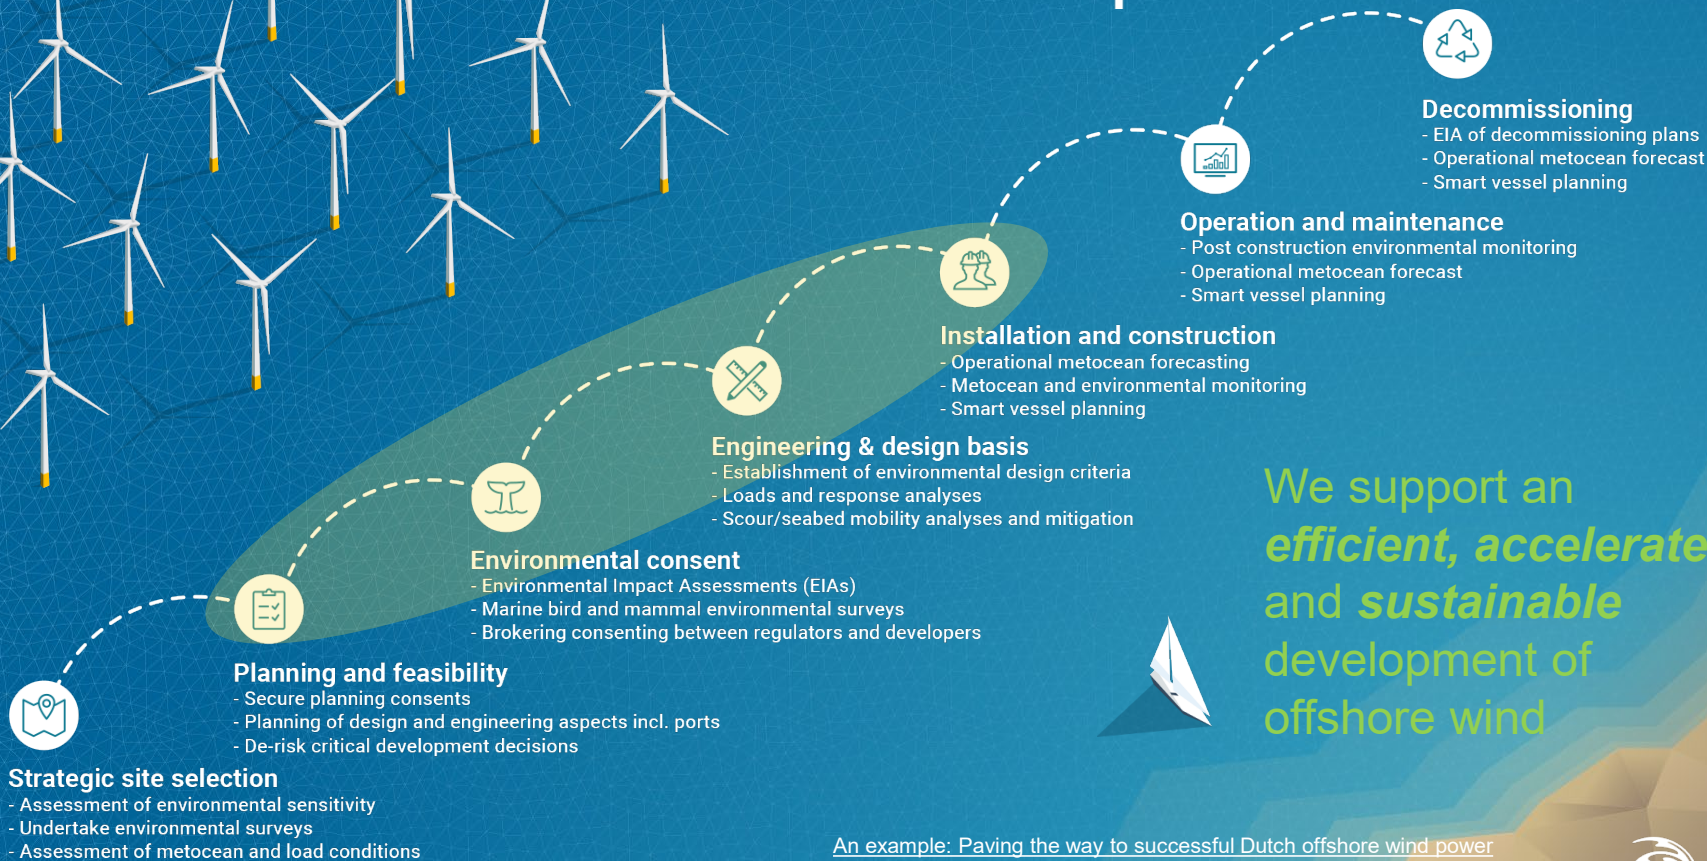 Decommissioning
- EIA of decommissioning plans
- Operational metocean forecast
- Smart vessel planning
Operation and maintenance
- Post construction environmental monitoring
- Operational metocean forecast
- Smart vessel planning
Installation and construction
- Operational metocean forecasting
- Metocean and environmental monitoring
- Smart vessel planning
Engineering & design basis
- Establishment of environmental design criteria
- Loads and response analyses
- Scour/seabed mobility analyses and mitigation
Environmental consent
- Environmental Impact Assessments (EIAs)
- Marine bird and mammal environmental surveys
- Brokering consenting between regulators and developers
Planning and feasibility
- Secure planning consents
- Planning of design and engineering aspects incl. ports
- De-risk critical development decisions
Strategic site selection
- Assessment of environmental sensitivity
- Undertake environmental surveys
- Assessment of metocean and load conditions
We support an
efficient, accelerate
and sustainable
development of
offshore wind
An example: Paving the way to successful Dutch offshore wind power